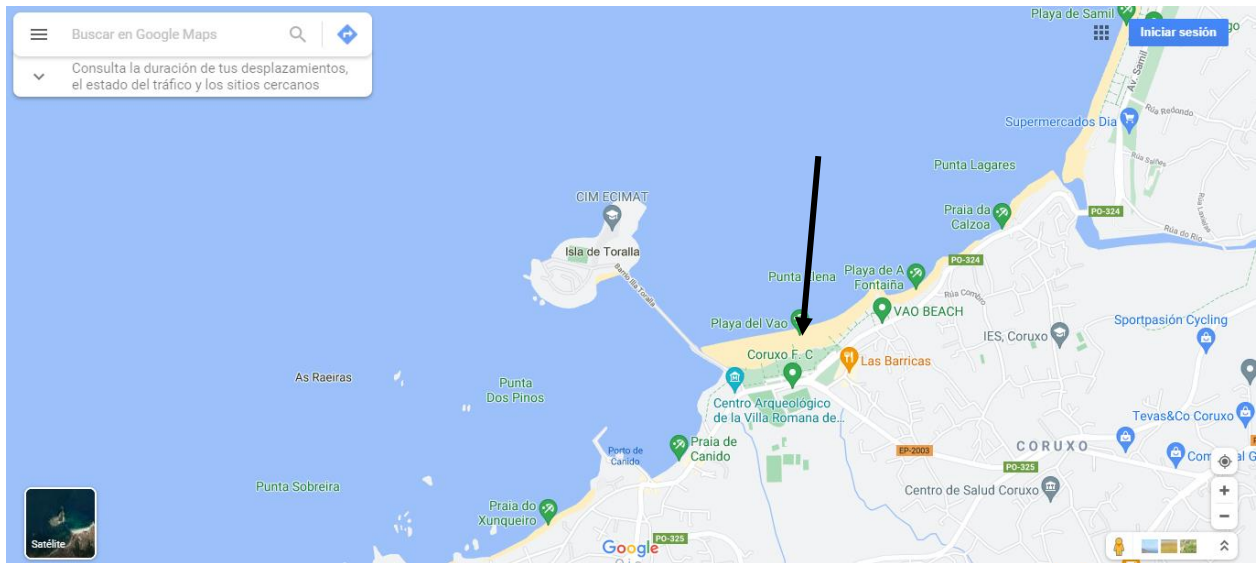 Playa de Samil
Buscar en Google Maps
Iniciar sesión
go
Consulta la duración de tus desplazamientos,
el estado del tráfico y los sitios cercanos
Av. Samil
Rúa Redondo
Supermercados Dia
Rúa Saíñas
Punta Lagares
CIM ECIMAT
Praia da
Calzoa
PO-324
Rúa Laxieras
Rúa do Río
Isla de Toralla
PO-324
Barrio Illa Toralla
Punta Elena
Playa de A
Fontaiña
Rúa Combro
VAO BEACH
Playa del Vao
Sportpasión Cycling
IES, Coruxo
Coruxo F. C
Las Barricas
As Raeiras
Punta
Dos Pinos
Centro Arqueológico
de la Villa Romana de...
Tevas&Co Coruxo
Praia de
Canido
Porto de
Canido
EP-2003
CORUXO
PO-325
Punta Sobreira
Centro de Salud Coruxo
Praia do
Xunqueiro
Satélite
Google
PO-325